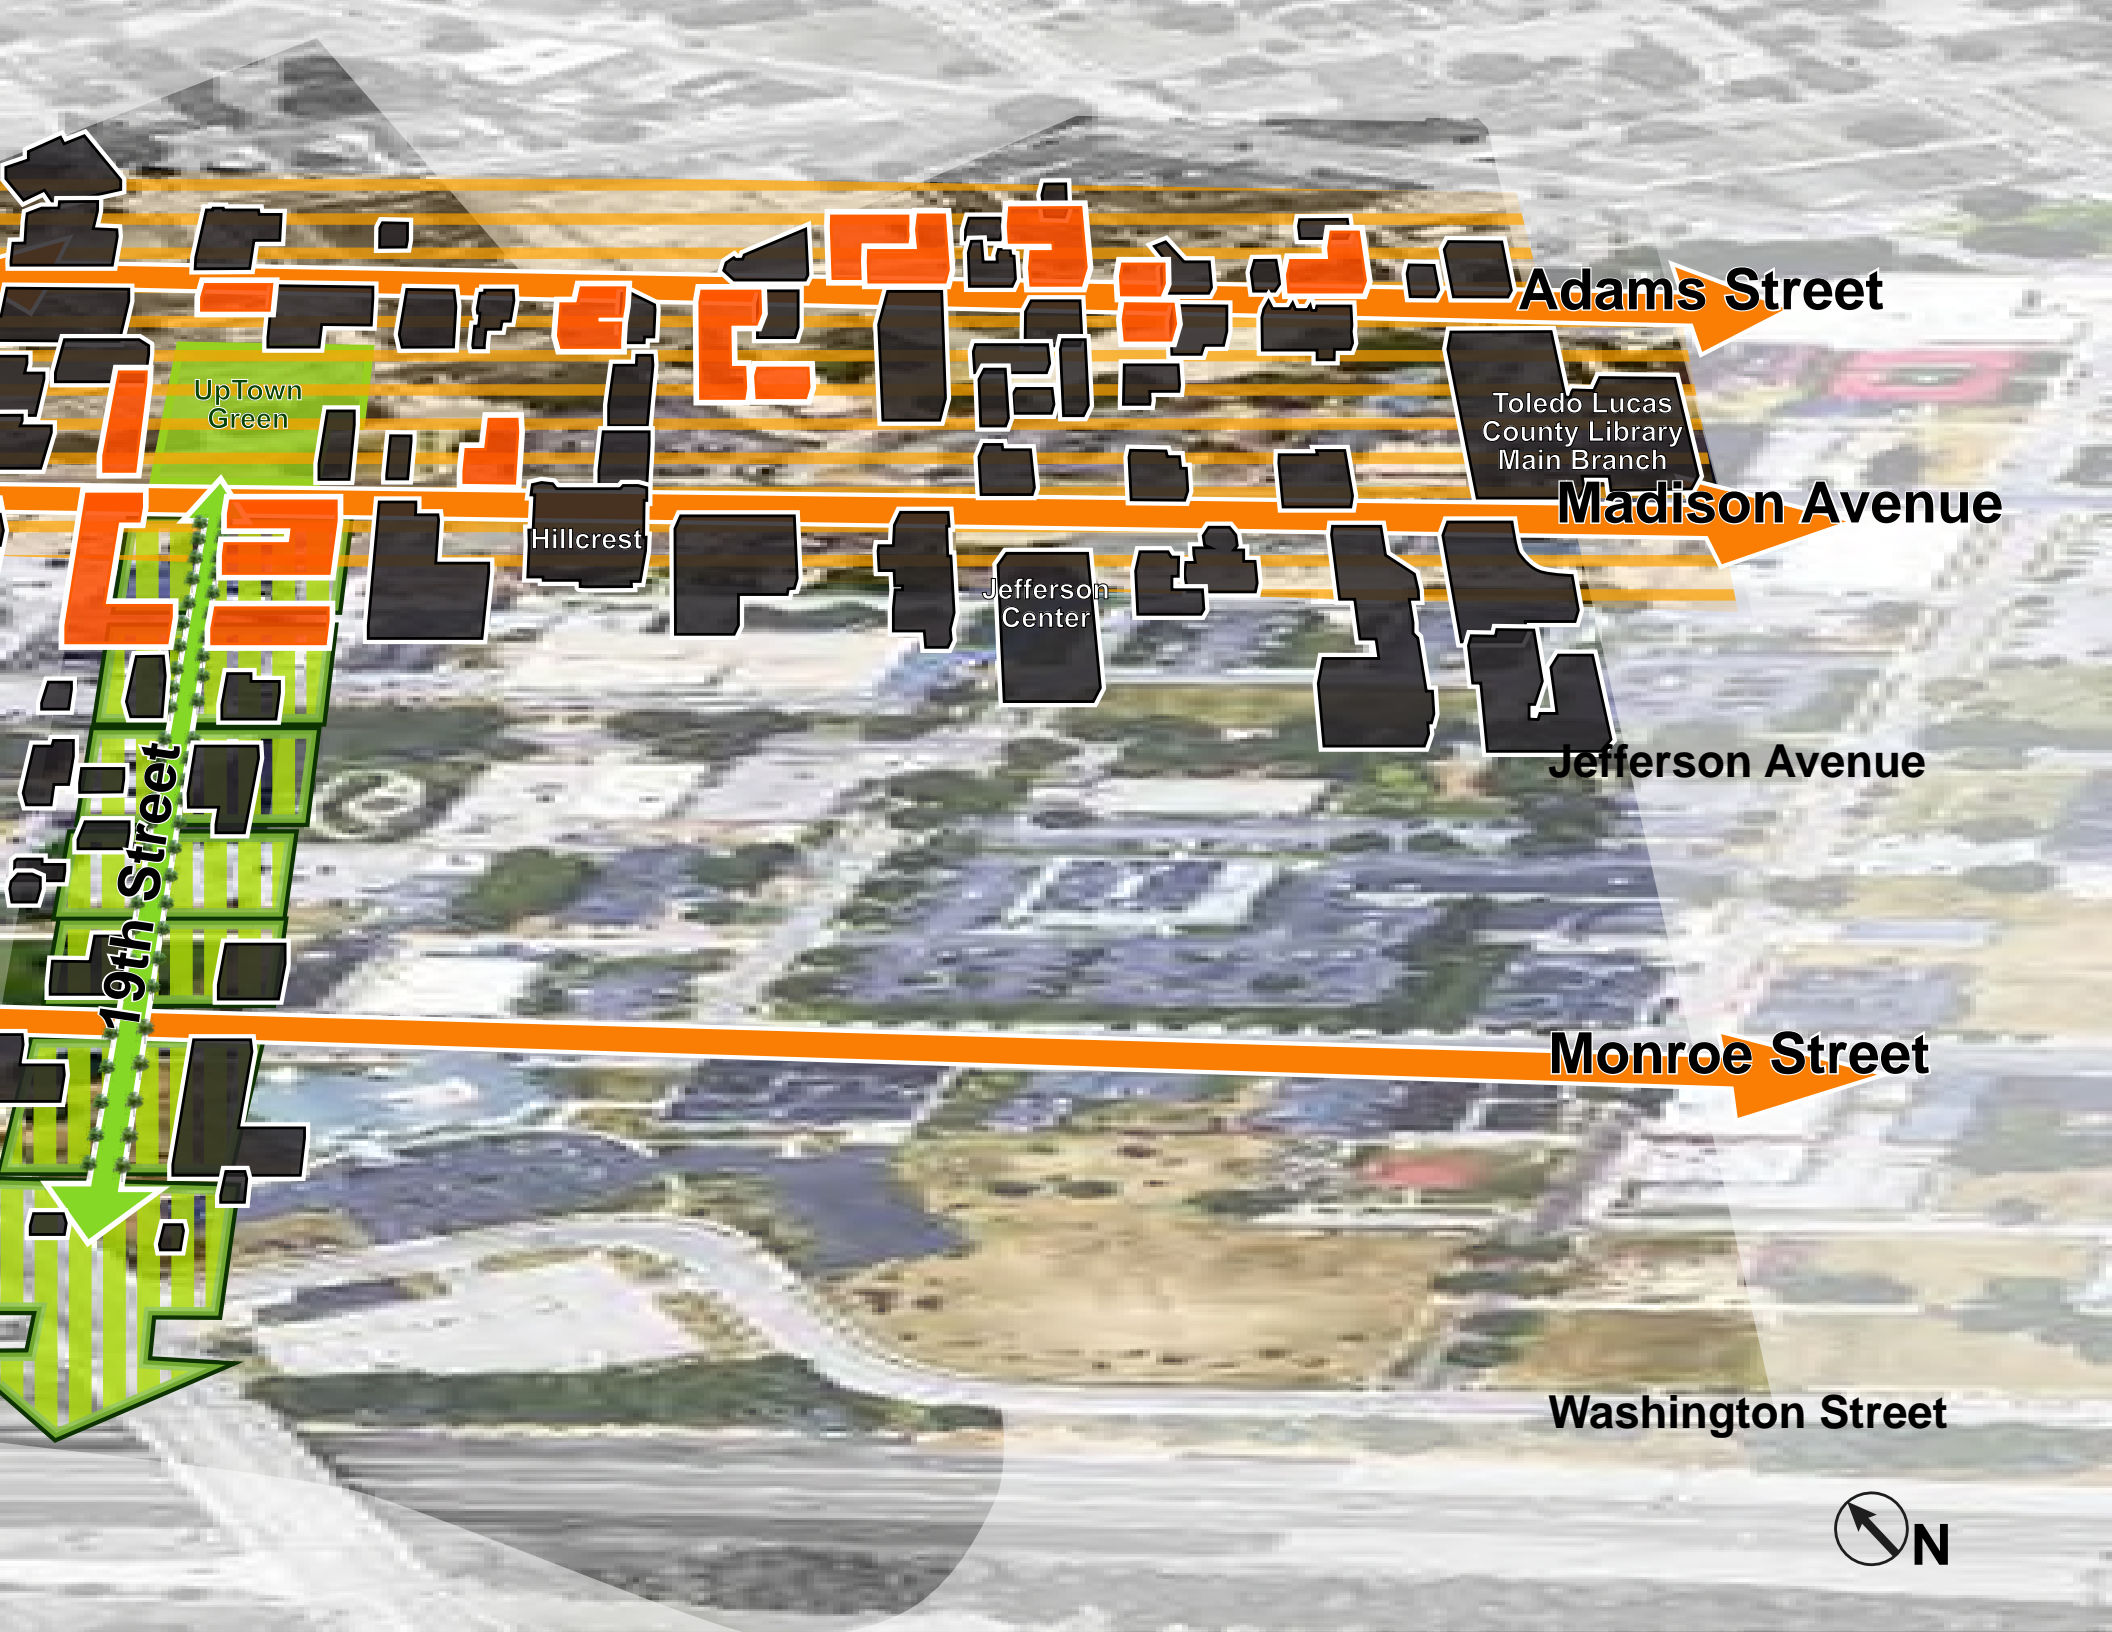 Adams Street
UpTown
Green
Toledo Lucas
County Library
Main Branch
Madison Avenue
Hillcrest
Jefferson
Center
Jefferson Avenue
19th Street
Monroe Street
Washington Street
N